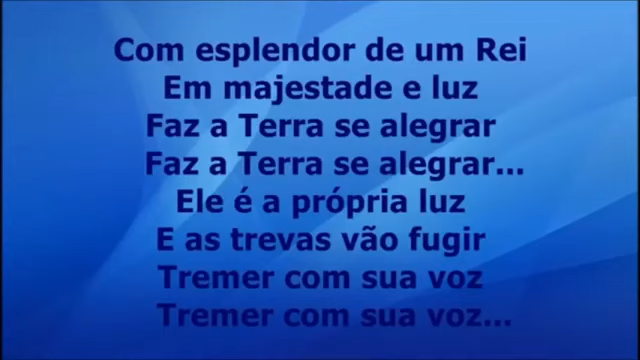 Com esplendor de um Rei
Em majestade e luz
Faz a Terra se alegrar
Faz a Terra se alegrar...
Ele é a própria luz
E as trevas vão fugir
Tremer com sua voz
Tremer com sua voz...